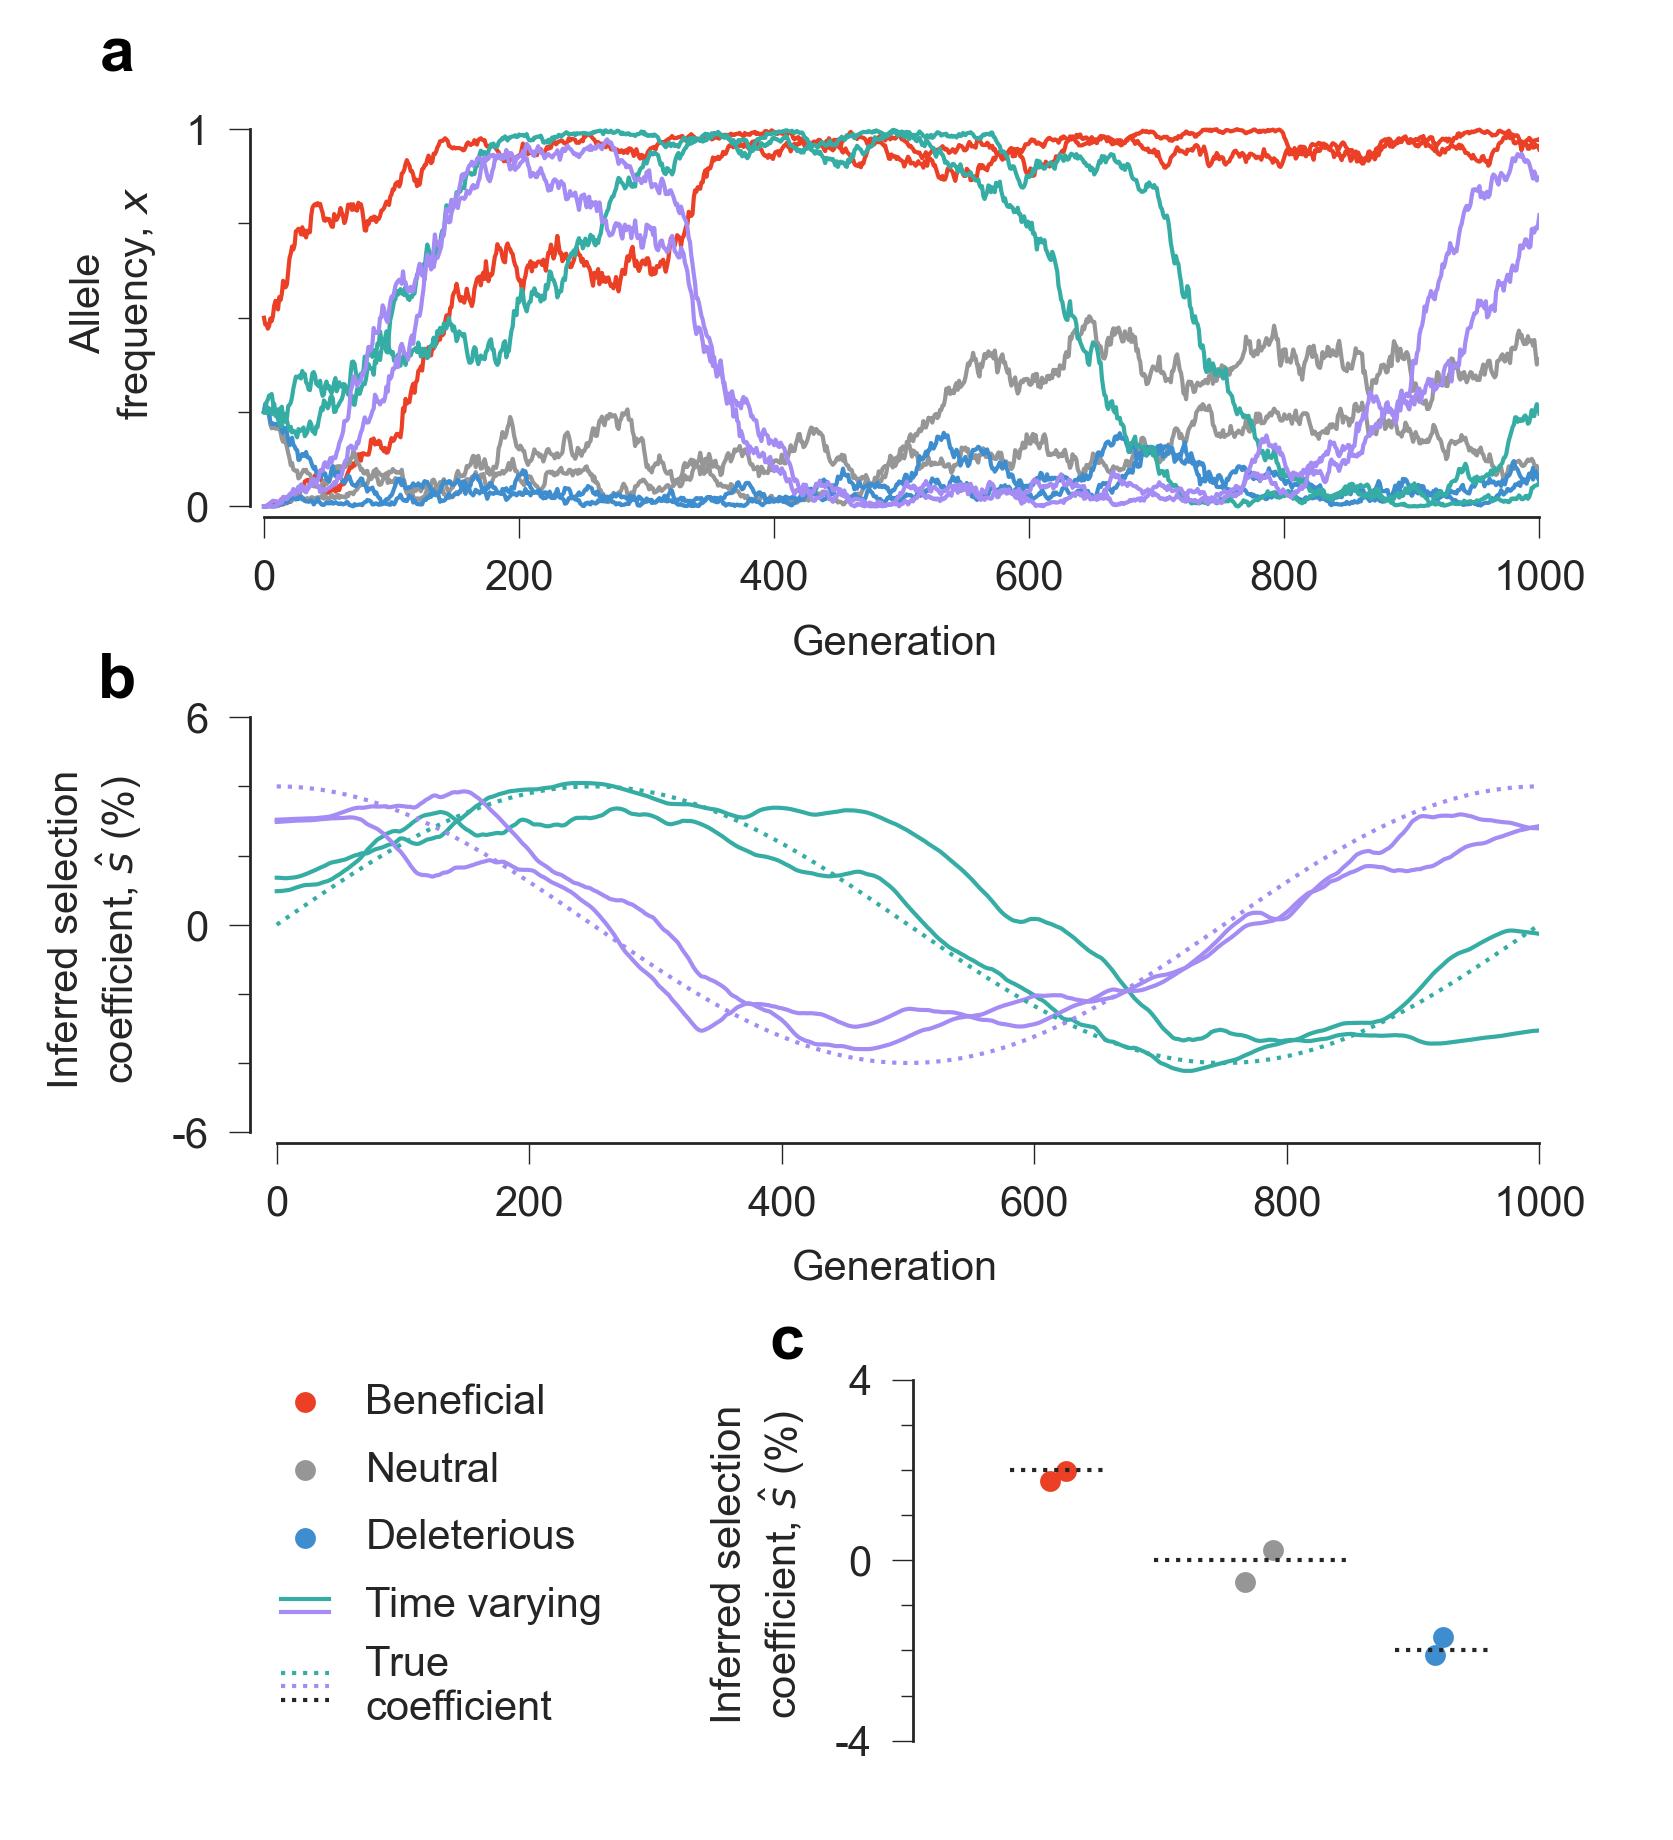 a
1
0
Allele
frequency, x
0 200 400 600 800 1000
Generation
b
6
0
-6
Inferred selection
coefficient, ŝ (%)
0 200 400 600 800 1000
Generation
Beneficial
Neutral
Deleterious
Time varying
True
coefficient
c
4
0
-4
Inferred selection
coefficient, ŝ (%)